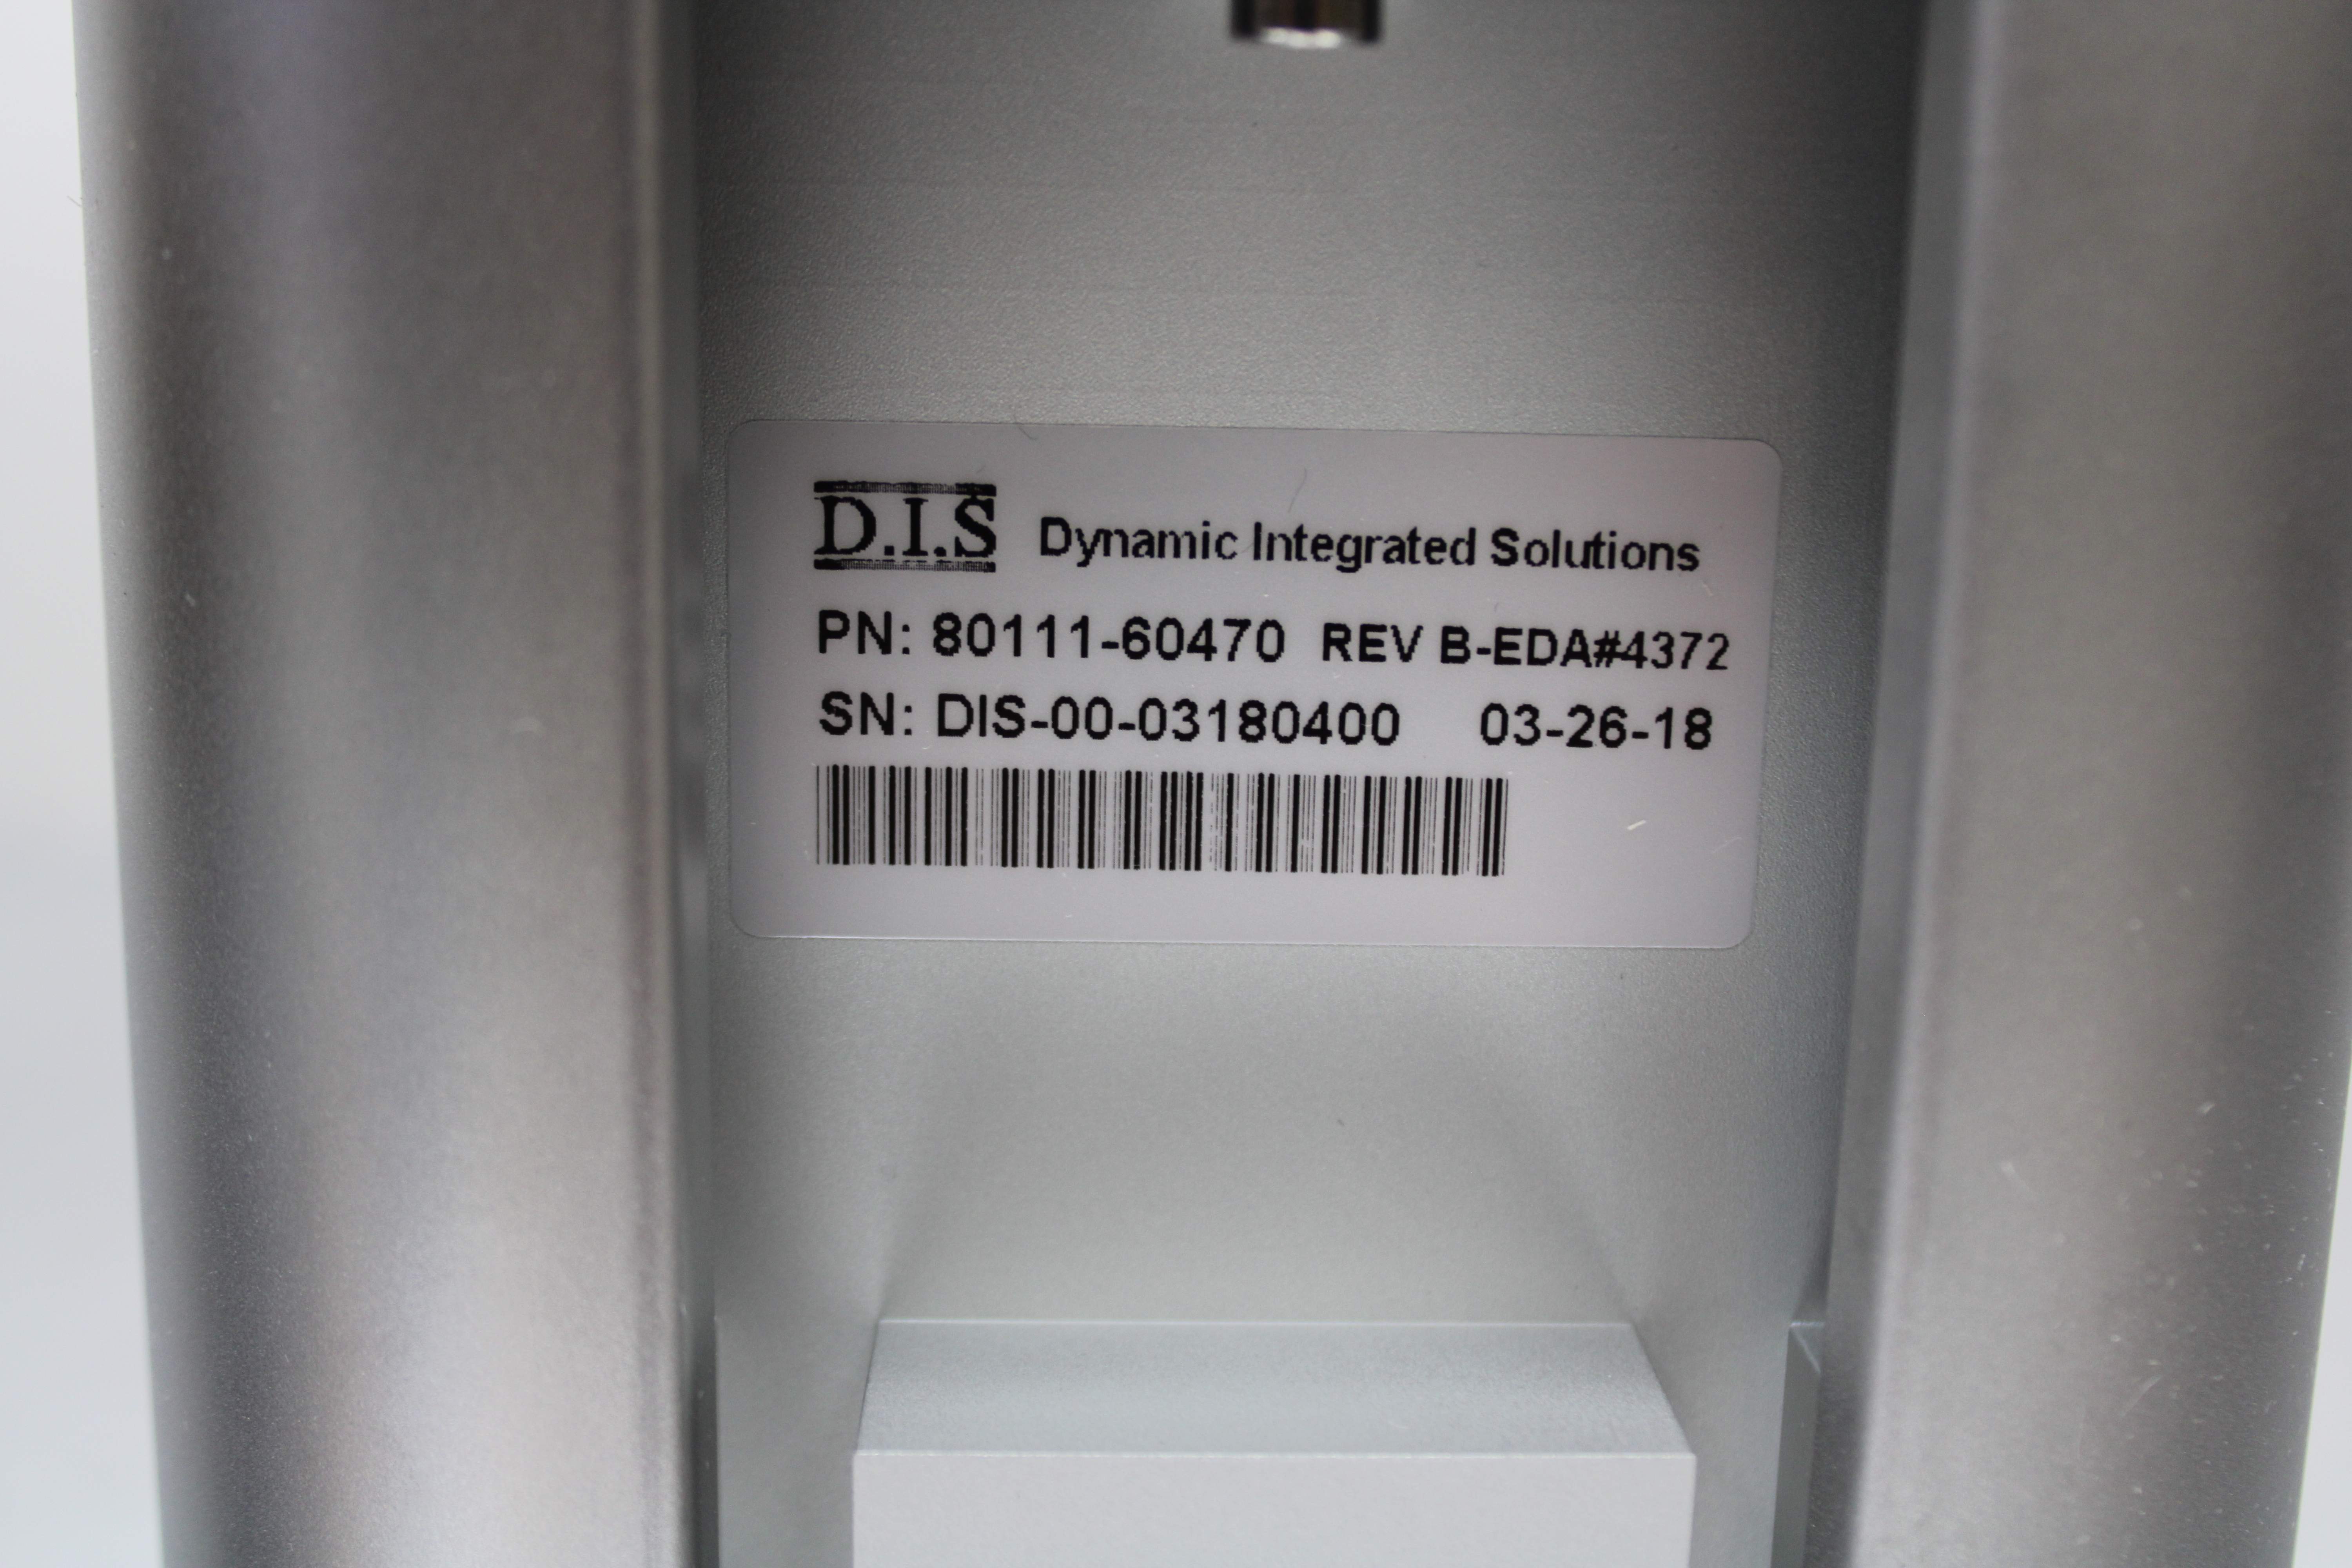 D.I.S Dynamic Integrated Solutions
PN: 80111-60470 REV B-EDA#4372
SN: DIS-00-03180400 03-26-18